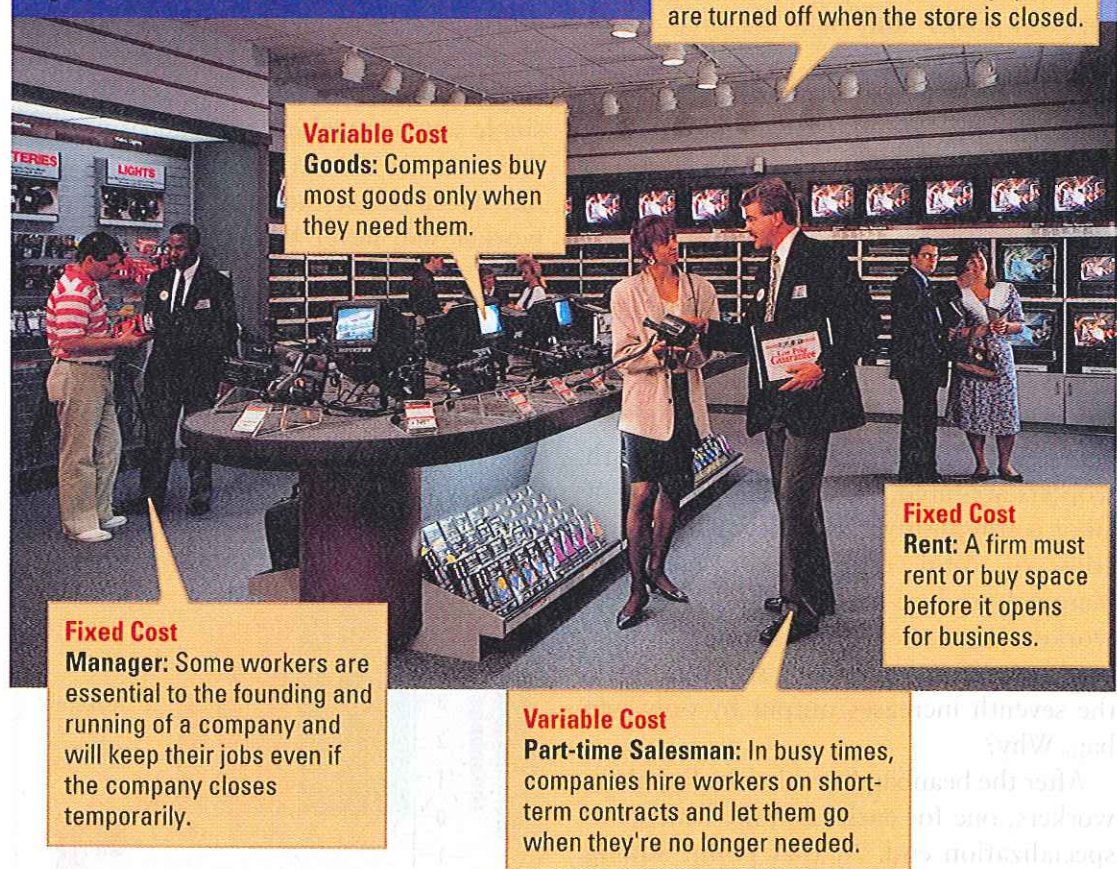 are turned off when the store is closed.
Variable Cost
Goods: Companies buy
most goods only when
they need them.
TERIES
LIGHTS
Guarantee
Fixed Cost
Rent: A firm must
rent or buy space
before it opens
for business.
Fixed Cost
Manager: Some workers are
essential to the founding and
running of a company and
will keep their jobs even if
the company closes
temporarily.
Variable Cost
Part-time Salesman: In busy times,
companies hire workers on short-
term contracts and let them go
when they're no longer needed.